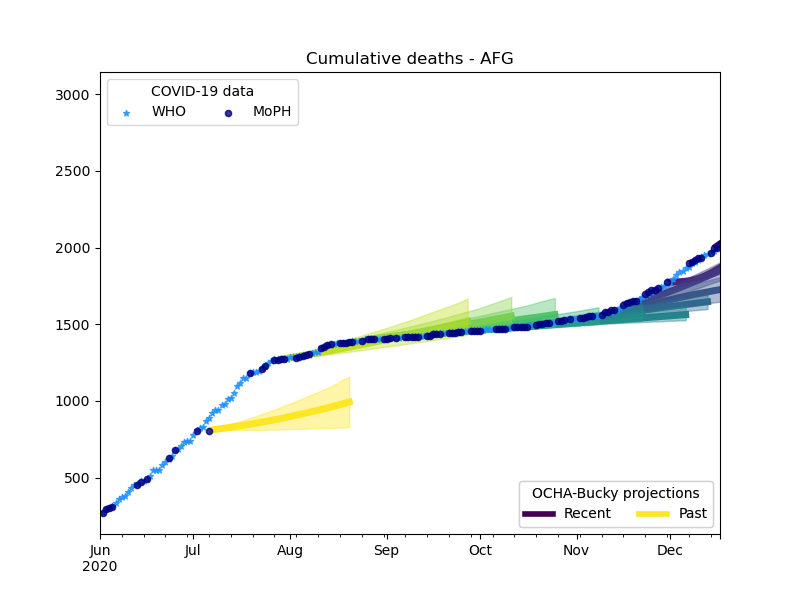 Cumulative deaths - AFG
COVID-19 data
WHO MoPH
3000
2500
2000
1500
1000
500
OCHA-Bucky projections
Recent Past
Jun Jul Aug Sep Oct Nov Dec
2020